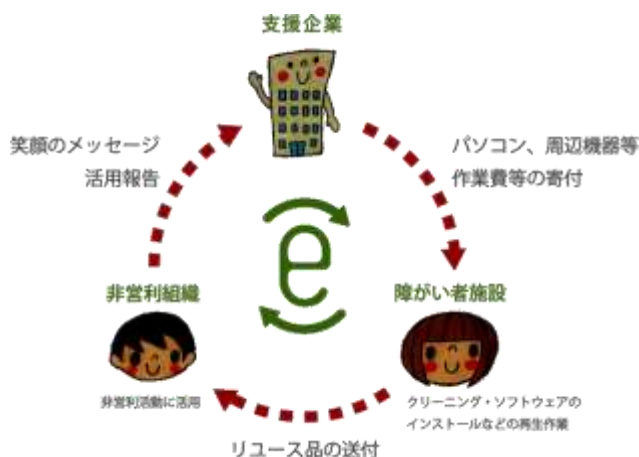 支援企業
笑顔のメッセージ
活用報告
パソコン、周辺機器等
作業費等の寄付
e
非営利組織
障がい者施設
非営利活動に活用
クリーニング・ソフトウェアの
インストールなどの再生作業
リユース品の送付